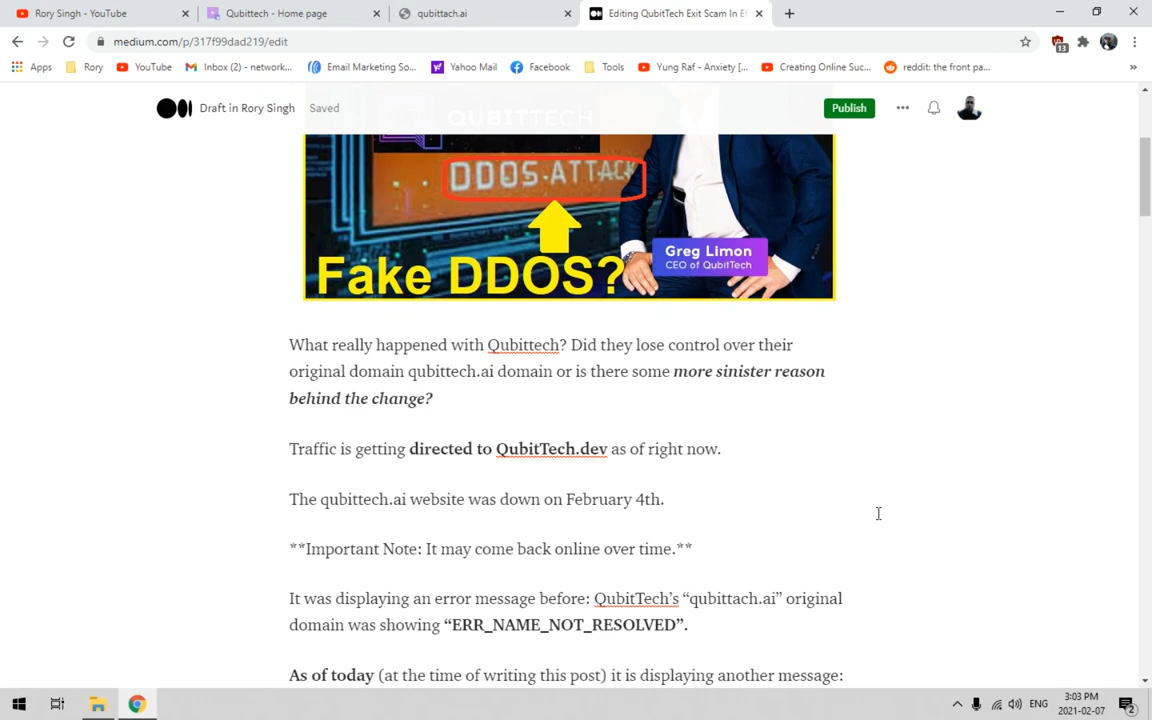 Rory Singh - YouTube
Qubittech - Home page
qubittach.ai
Editing QubitTech Exit Scam In Ef
medium.com/p/317f99dad219/edit
13
Apps
Rory
YouTube
Inbox (2) - network...
Email Marketing So...
Yahoo Mail
Facebook
Tools
Yung Raf - Anxiety [...
Creating Online Suc...
reddit: the front pa...
»
Draft in Rory Singh
Saved
Publish
QUBITTECH
DDOS-ATTACK
Greg Limon
CEO of QubitTech
Fake DDOS?
What really happened with Qubittech? Did they lose control over their
original domain qubittech.ai domain or is there some more sinister reason
behind the change?
Traffic is getting directed to QubitTech.dev as of right now.
The qubittech.ai website was down on February 4th.
**Important Note: It may come back online over time.**
It was displaying an error message before: QubitTech’s “qubittach.ai” original
domain was showing “ERR_NAME_NOT_RESOLVED”.
As of today (at the time of writing this post) it is displaying another message:
ENG
3:03 PM
2021-02-07
2